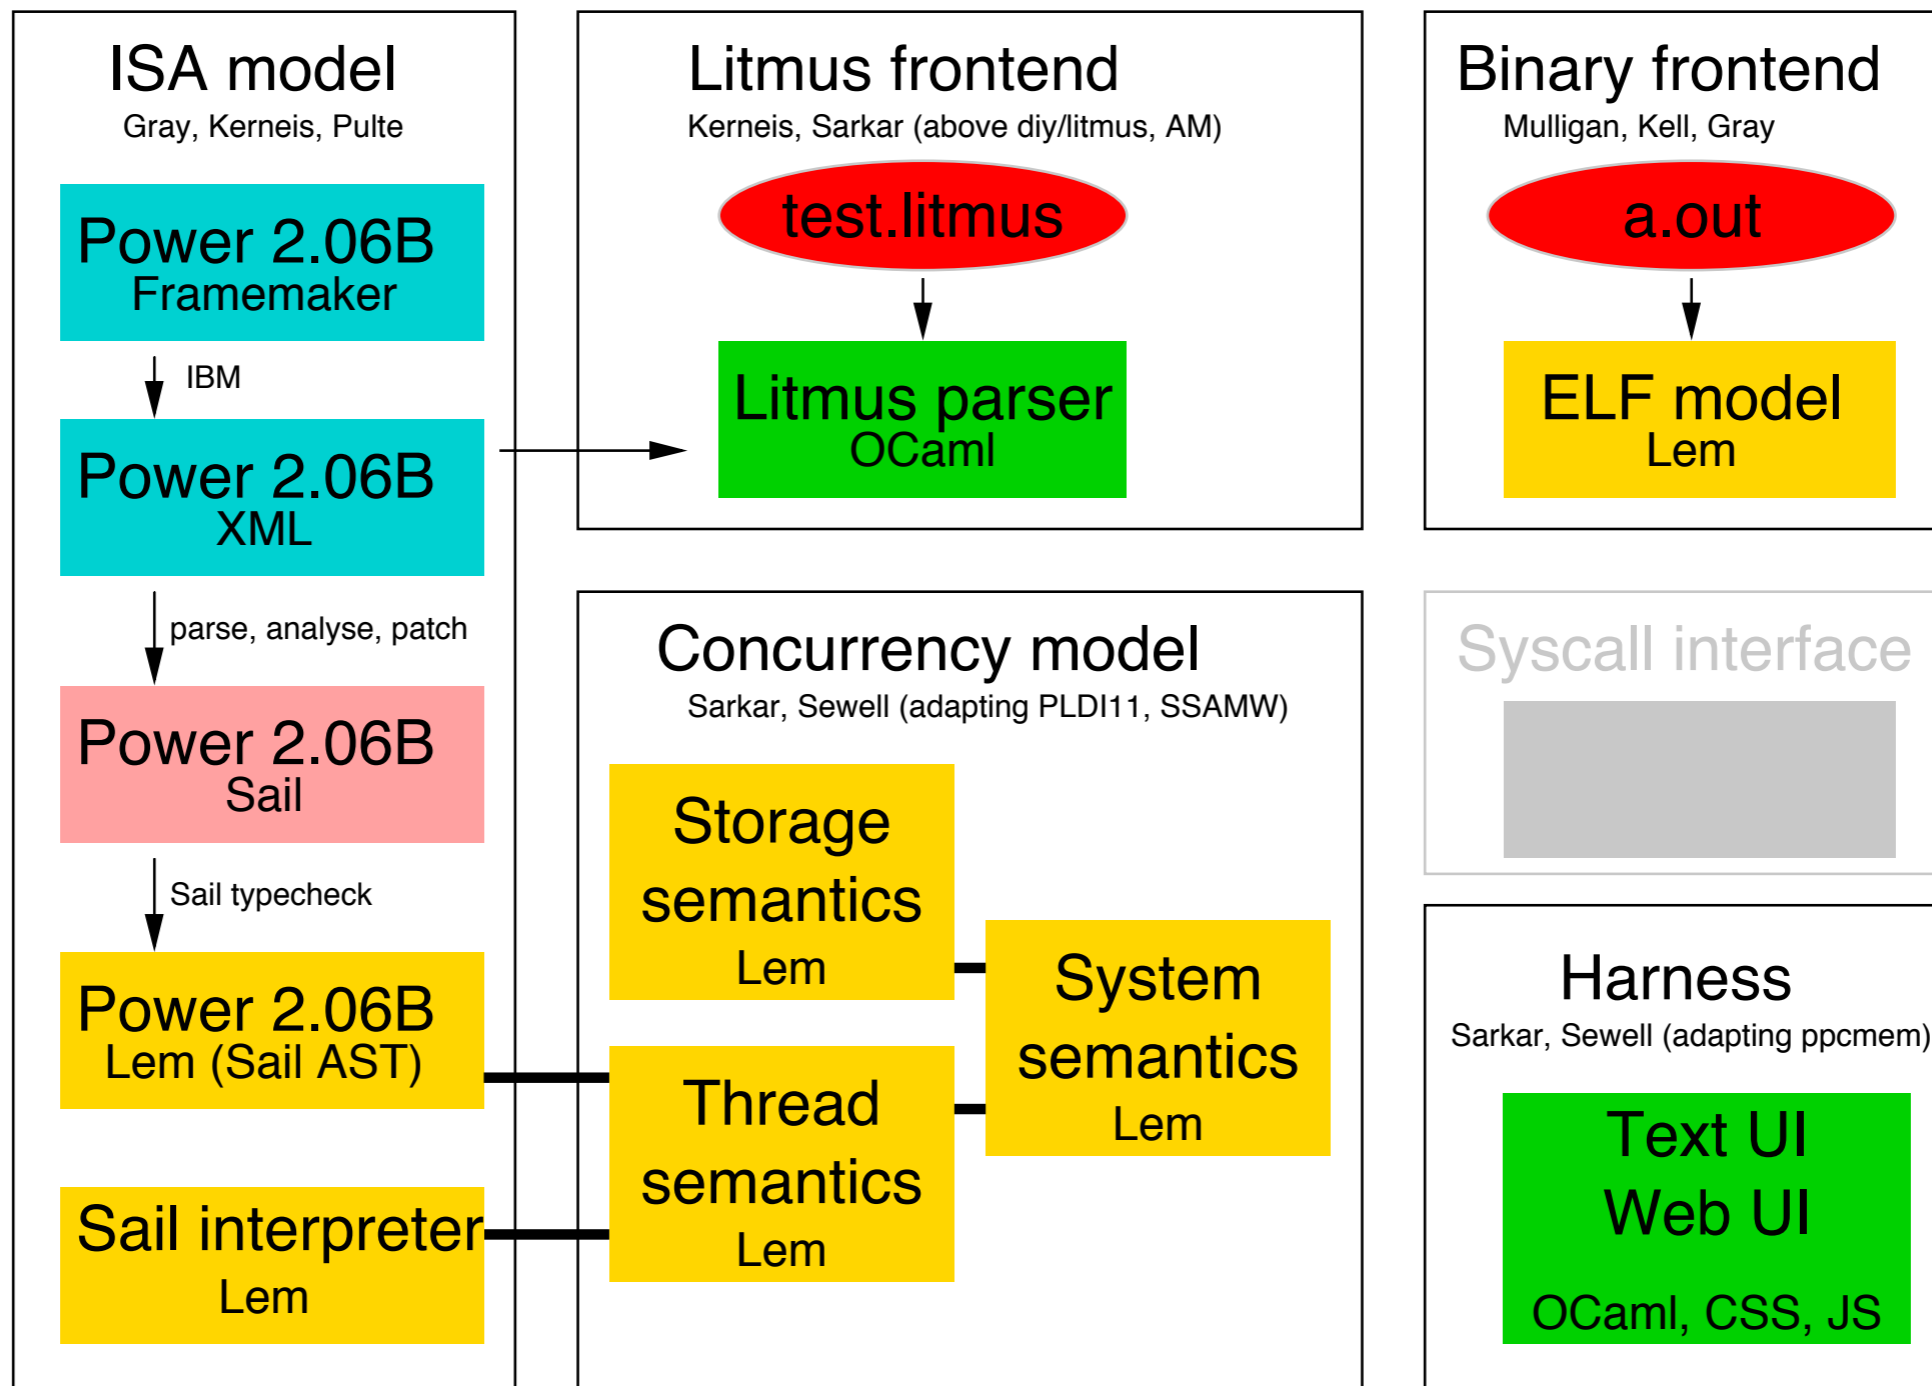 ISA model
Gray, Kerneis, Pulte
Power 2.06B
Framemaker
IBM
Power 2.06B
XML
parse, analyse, patch
Power 2.06B
Sail
Sail typecheck
Power 2.06B
Lem (Sail AST)
Sail interpreter
Lem
Litmus frontend
Kerneis, Sarkar (above diy/litmus, AM)
test.litmus
Litmus parser
OCaml
Concurrency model
Sarkar, Sewell (adapting PLDI11, SSAMW)
Storage
semantics
Lem
Thread
semantics
Lem
System
semantics
Lem
Binary frontend
Mulligan, Kell, Gray
a.out
ELF model
Lem
Syscall interface
Harness
Sarkar, Sewell (adapting ppcmem)
Text UI
Web UI
OCaml, CSS, JS